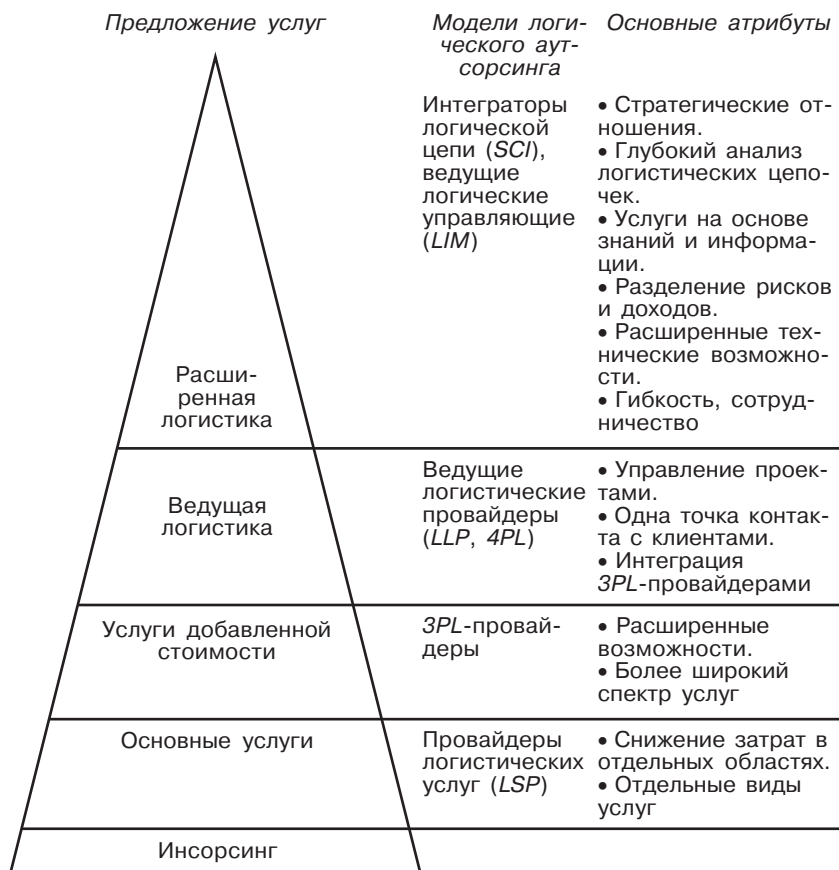 Предложение услуг
Модели логи-
ческого аут-
сорсинга
Основные атрибуты
Расши-
ренная
логистика
Интеграторы
логической
цепи (SCI),
ведущие
логические
управляющие
(LIM)
• Стратегические от-
ношения.
• Глубокий анализ
логистических цепо-
чек.
• Услуги на основе
знаний и информа-
ции.
• Разделение рисков
и доходов.
• Расширенные тех-
нические возможно-
сти.
• Гибкость, сотруд-
ничество
Ведущая
логистика
Ведущие
логистические
провайдеры
(LLP, 4PL)
• Управление проек-
тами.
• Одна точка контак-
та с клиентами.
• Интеграция
3PL-провайдерами
Услуги добавленной
стоимости
3PL-провай-
деры
• Расширенные
возможности.
• Более широкий
спектр услуг
Основные услуги
Провайдеры
логистических
услуг (LSP)
• Снижение затрат в
отдельных областях.
• Отдельные виды
услуг
Инсорсинг